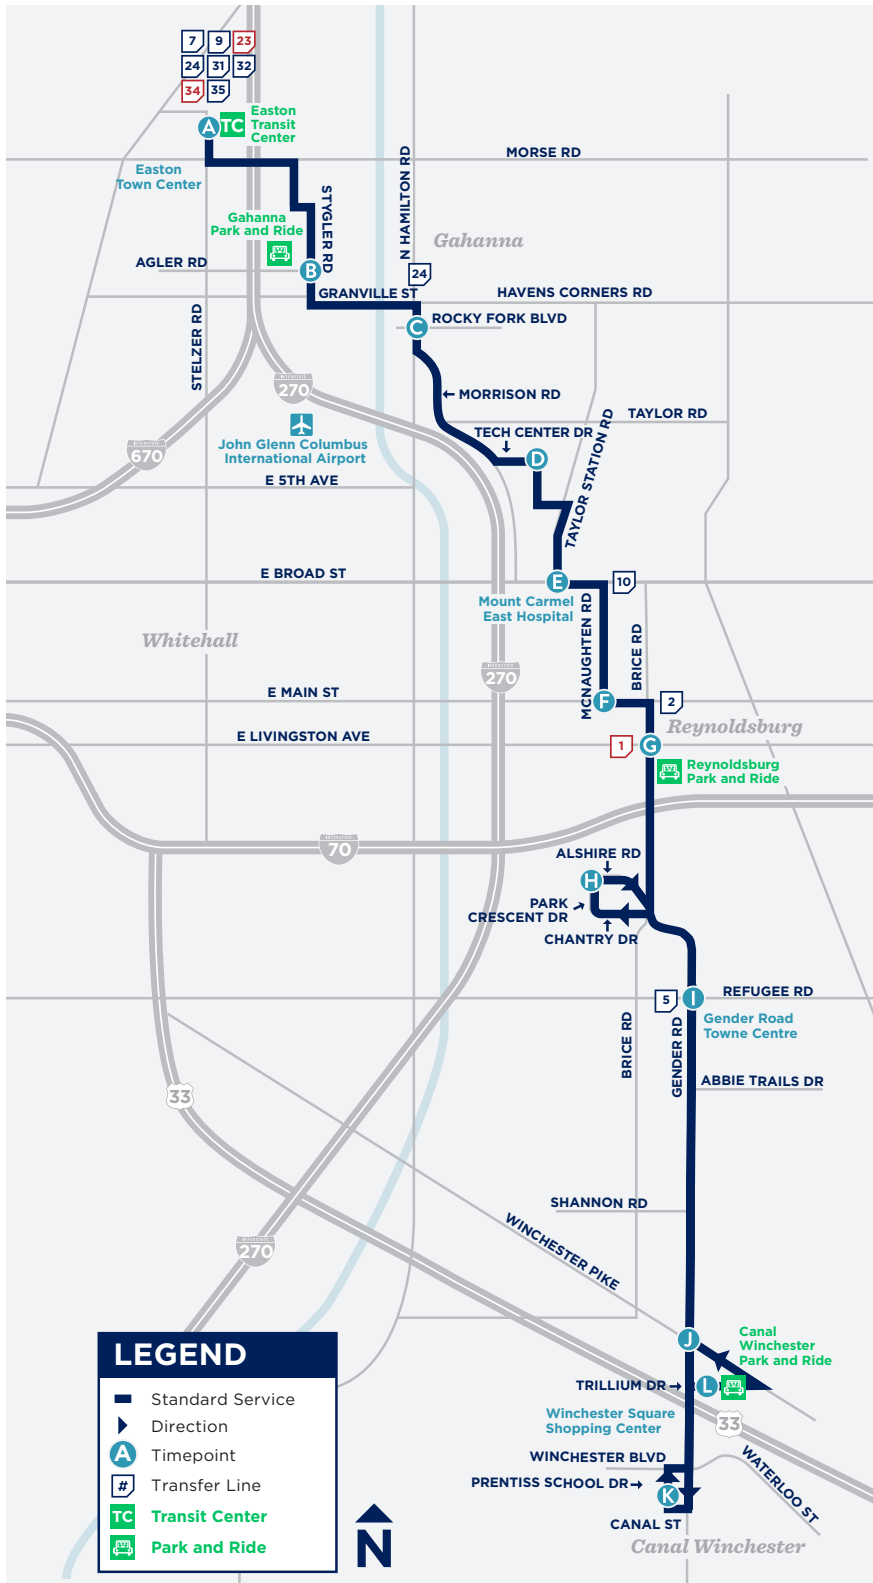 7 9 23
24 31 32
34 35
A TC
Easton
Transit
Center
Easton
Town Center
MORSE RD
N HAMILTON RD
STYGLER RD
Gahanna
Gahanna
Park and Ride
AGLER RD
B
24
GRANVILLE ST
HAVENS CORNERS RD
C
ROCKY FORK BLVD
STELZER RD
INTERSTATE
270
MORRISON RD
TAYLOR RD
TECH CENTER DR
TAYLOR STATION RD
John Glenn Columbus
International Airport
INTERSTATE
670
D
E 5TH AVE
E BROAD ST
E
10
Mount Carmel
East Hospital
MCNAUGHTEN RD
BRICE RD
Whitehall
INTERSTATE
270
E MAIN ST
F
2
Reynoldsburg
E LIVINGSTON AVE
1
G
Reynoldsburg
Park and Ride
INTERSTATE
70
ALSHIRE RD
H
PARK
CRESCENT DR
CHANTRY DR
5
I
REFUGEE RD
Gender Road
Towne Centre
BRICE RD
GENDER RD
ABBIE TRAILS DR
33
SHANNON RD
WINCHESTER PIKE
INTERSTATE
270
J
Canal
Winchester
Park and Ride
TRILLIUM DR
L
Winchester Square
Shopping Center
33
WINCHESTER BLVD
WATERLOO ST
PRENTISS SCHOOL DR
K
CANAL ST
Canal Winchester
LEGEND
Standard Service
Direction
A Timepoint
# Transfer Line
TC Transit Center
Park and Ride
N